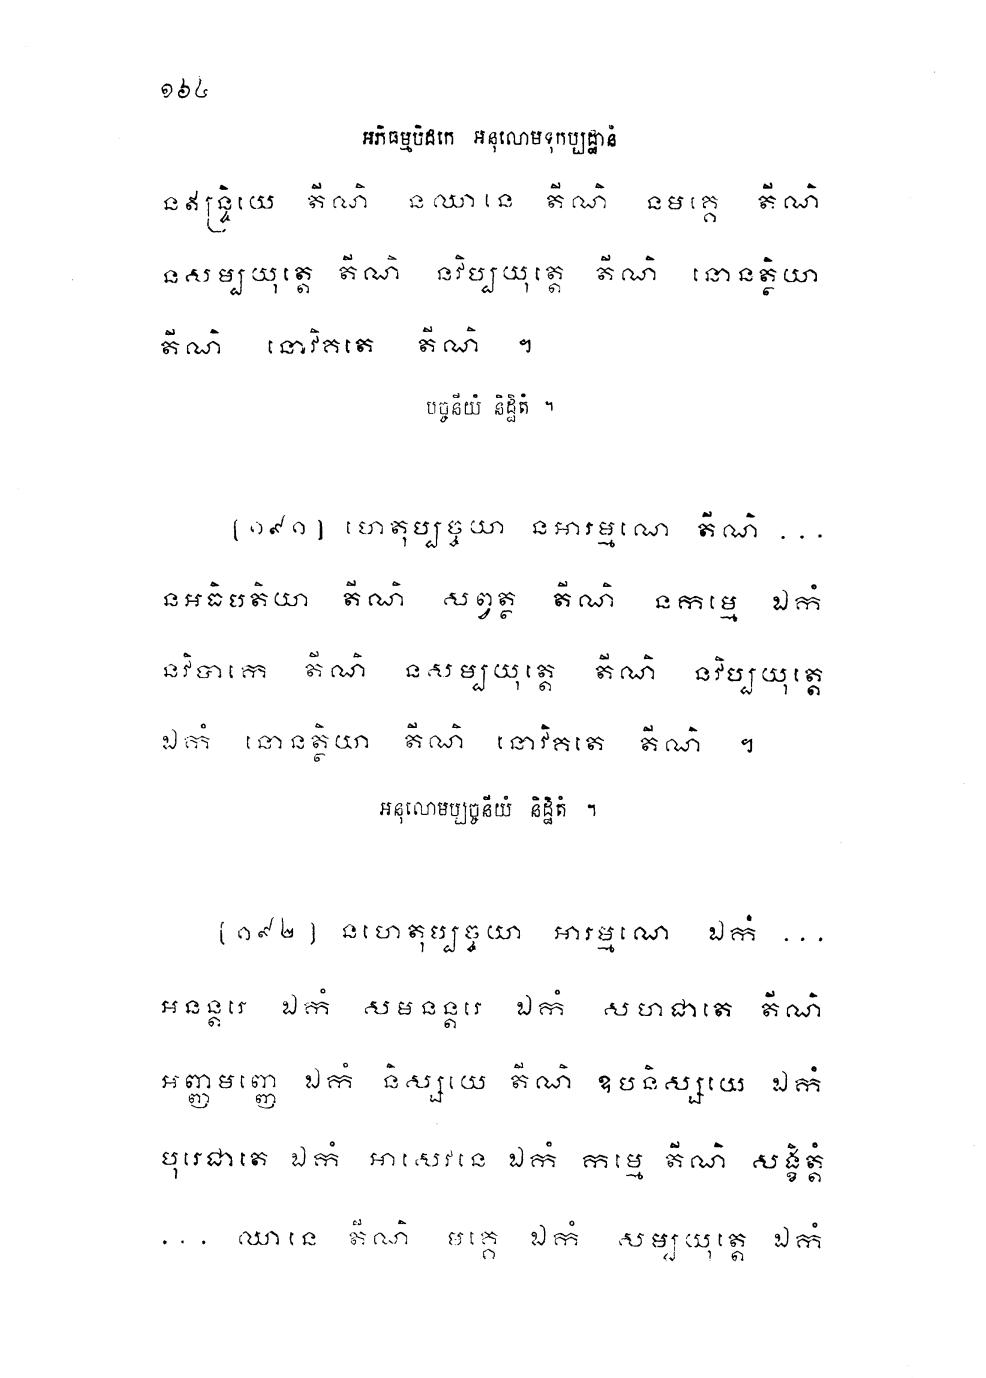 ១៦៤
អភិធម្មបិដកេ អនុលោមទុកប្បដ្ឋានំ
នឥន្ទ្រិយេ តីណិ នឈានេ តីណិ នមគ្គេ តីណិ
នសម្បយុត្តេ តីណិ នវិប្បយុត្តេ តីណិ នោនត្ថិយា
តីណិ នោវិគតេ តីណិ ។
បច្ចនីយំ និដ្ឋិតំ ។
(១៩១) ហេតុប្បច្ចយា នអារម្មណេ តីណិ ...
នអធិបតិយា តីណិ សព្វត្ថ តីណិ នកម្មេ ឯកំ
នវិបាកេ តីណិ នសម្បយុត្តេ តីណិ នវិប្បយុត្តេ
ឯកំ នោនត្ថិយា តីណិ នោវិគតេ តីណិ ។
អនុលោមប្បច្ចនីយំ និដ្ឋិតំ ។
(១៩២) នហេតុប្បច្ចយា អារម្មណេ ឯកំ ...
អនន្តរេ ឯកំ សមនន្តរេ ឯកំ សហជាតេ តីណិ
អញ្ញមញ្ញេ ឯកំ និស្សយេ តីណិ ឧបនិស្សយេ ឯកំ
បុរេជាតេ ឯកំ អាសេវនេ ឯកំ កម្មេ តីណិ សង្ខិត្តំ
... ឈានេ តីណិ មគ្គេ ឯកំ សម្បយុត្តេ ឯកំ